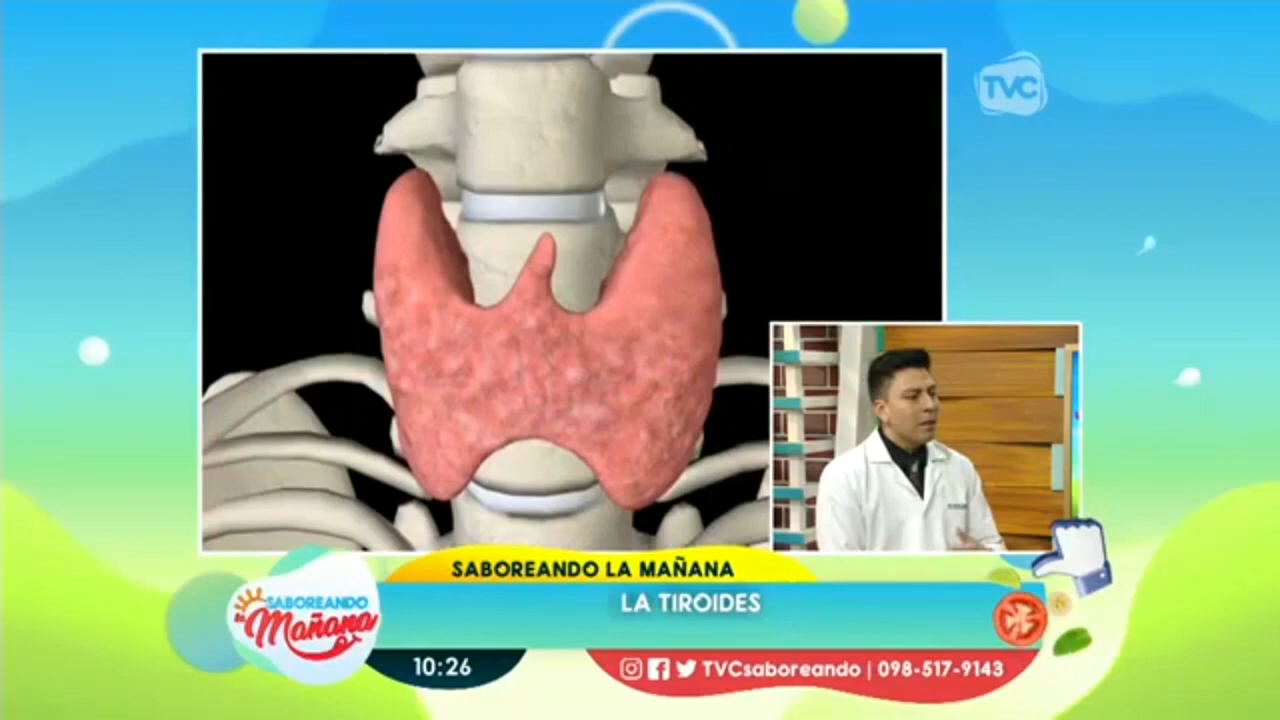 TVC
SABOREANDO LA MAÑANA
LA TIROIDES
SABOREANDO
LA Mañana
10:26
TVCsaboreando | 098-517-9143